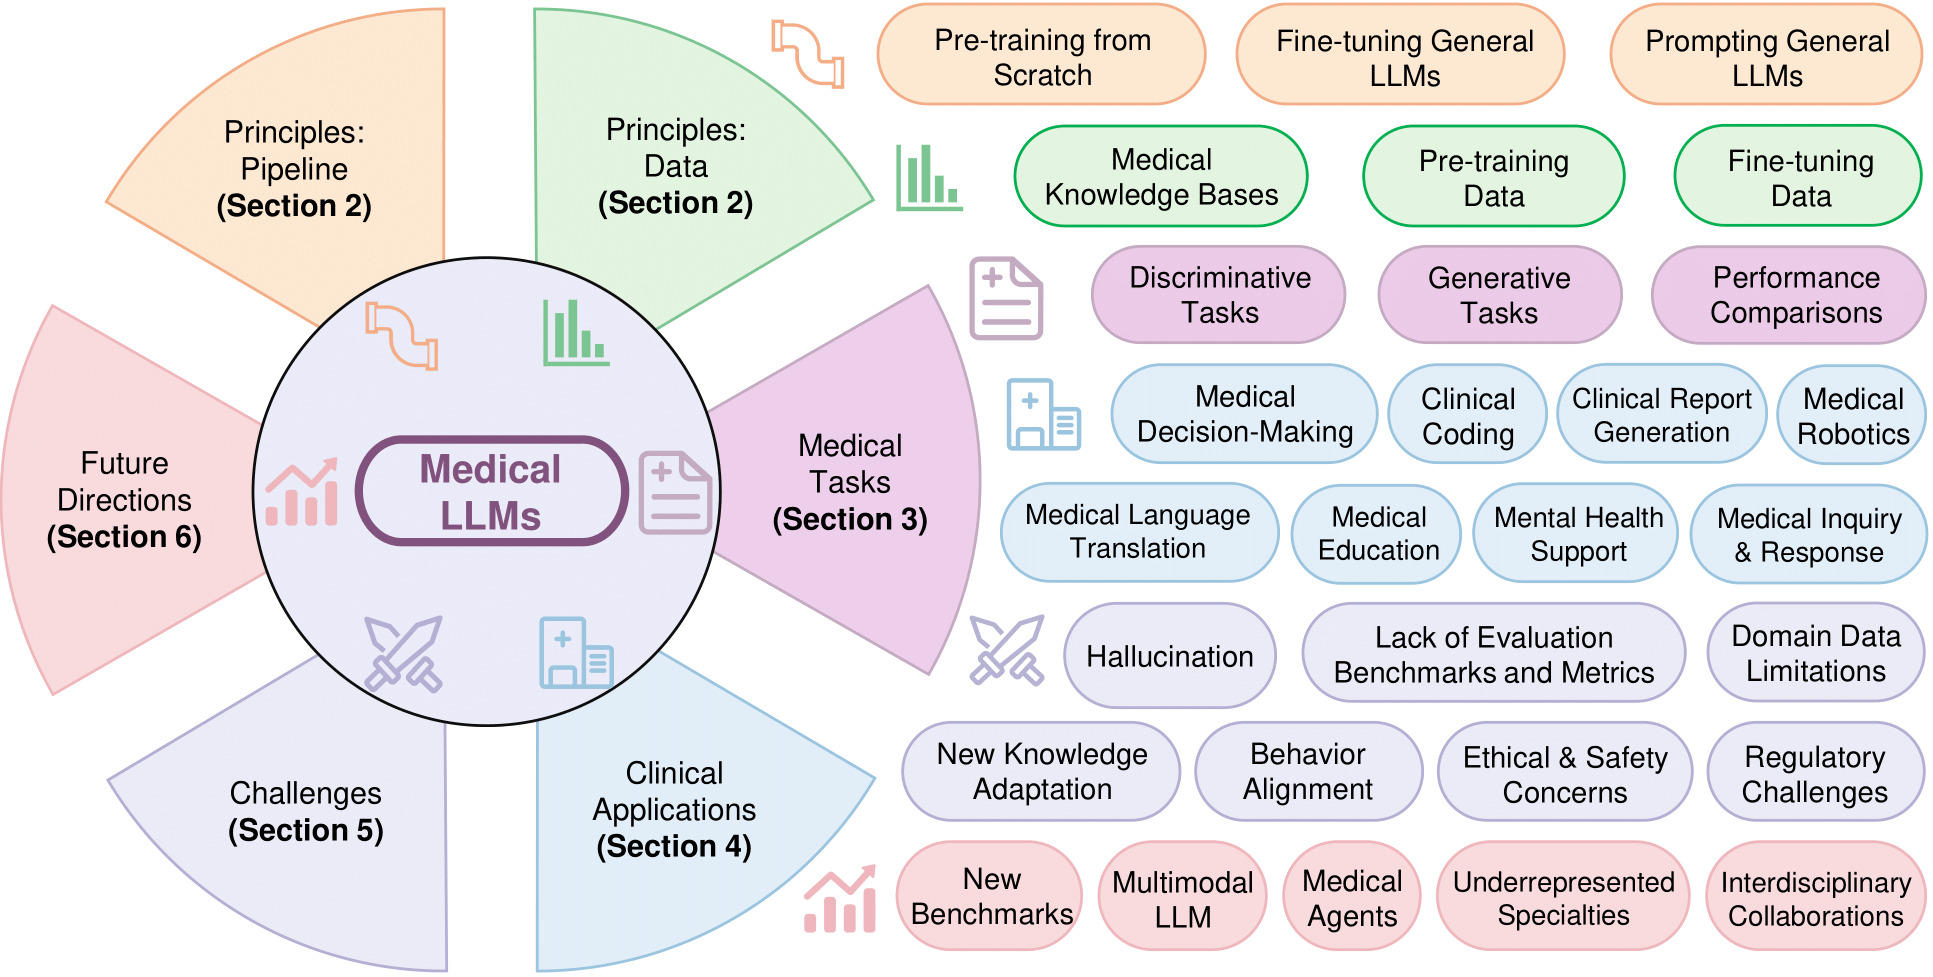 Principles:
Pipeline
(Section 2)
Principles:
Data
(Section 2)
Medical
Tasks
(Section 3)
Clinical
Applications
(Section 4)
Challenges
(Section 5)
Future
Directions
(Section 6)
Medical
LLMs
Pre-training from
Scratch
Fine-tuning General
LLMs
Prompting General
LLMs
Medical
Knowledge Bases
Pre-training
Data
Fine-tuning
Data
Discriminative
Tasks
Generative
Tasks
Performance
Comparisons
Medical
Decision-Making
Clinical
Coding
Clinical Report
Generation
Medical
Robotics
Medical Language
Translation
Medical
Education
Mental Health
Support
Medical Inquiry
& Response
Hallucination
Lack of Evaluation
Benchmarks and Metrics
Domain Data
Limitations
New Knowledge
Adaptation
Behavior
Alignment
Ethical & Safety
Concerns
Regulatory
Challenges
New
Benchmarks
Multimodal
LLM
Medical
Agents
Underrepresented
Specialties
Interdisciplinary
Collaborations